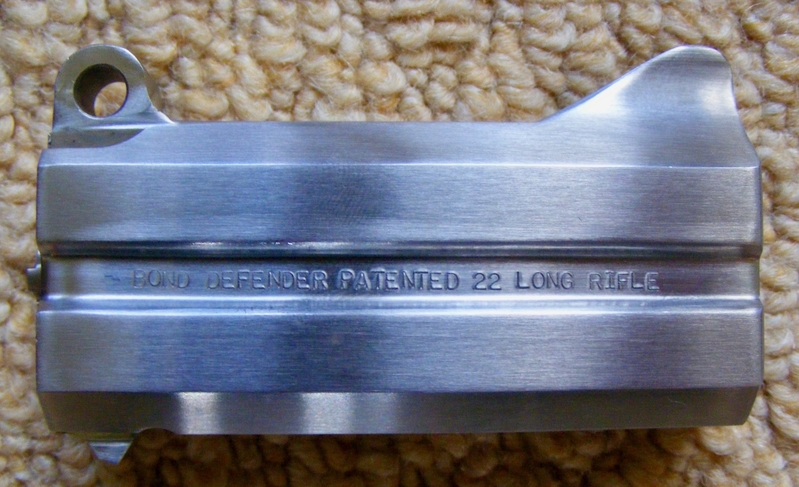 BOND DEFENDER PATENTED 22 LONG RIFLE